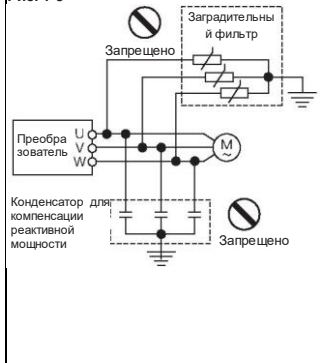 Заградительны
й фильтр
Запрещено
Преобра
зователь
U
V
W
M
~
Конденсатор для
компенсации
реактивной
мощности
Запрещено